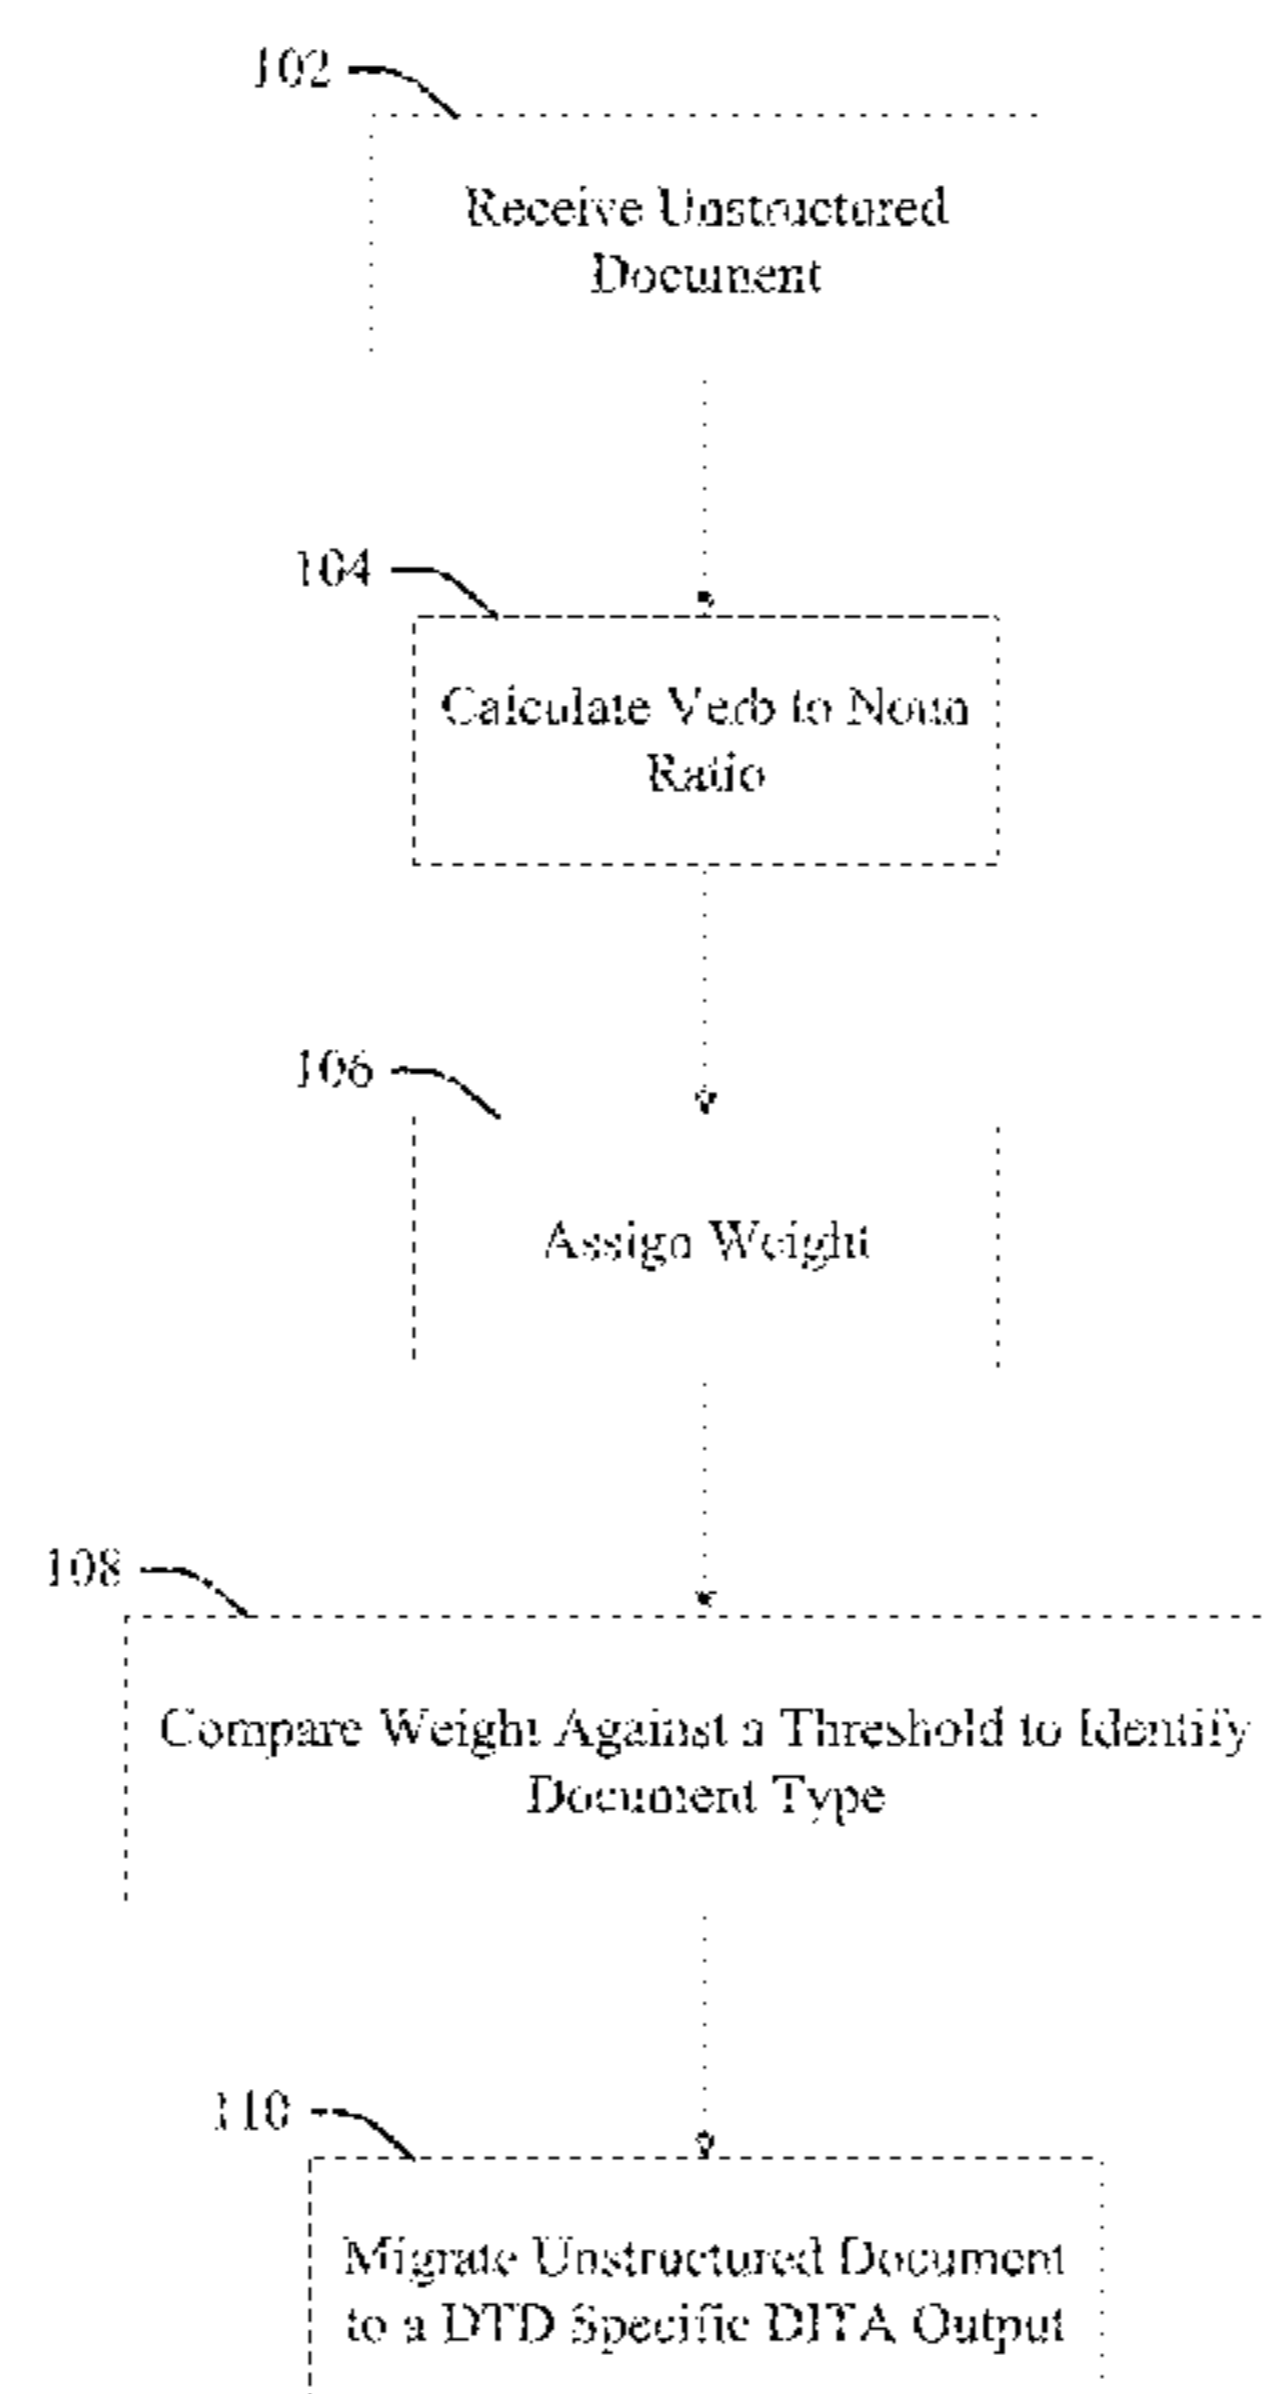 102
Receive Unstructured
Document
104
Calculate Verb to Noun
Ratio
106
Assign Weight
108
Compare Weight Against a Threshold to Identify
Document Type
110
Migrate Unstructured Document
to a DTD Specific DITA Output